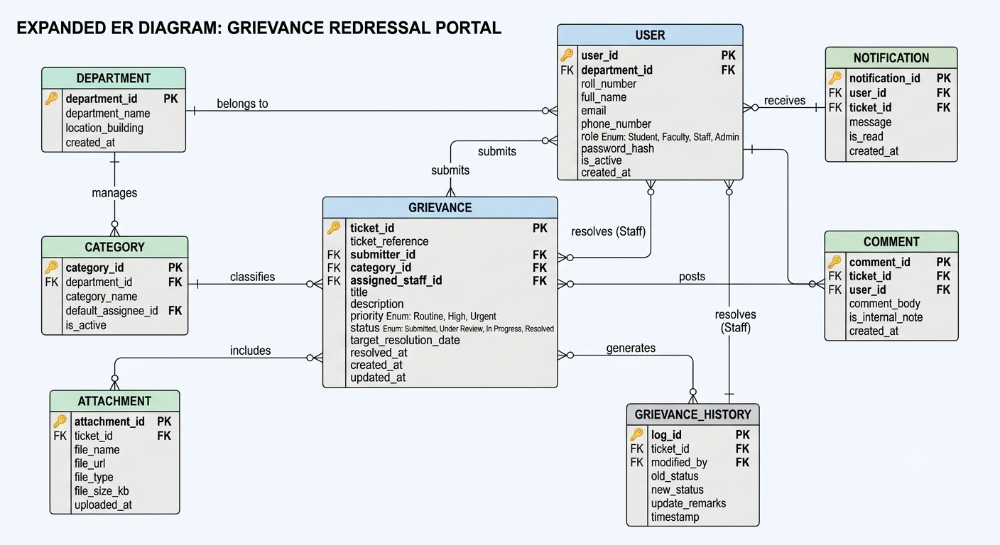 EXPANDED ER DIAGRAM: GRIEVANCE REDRESSAL PORTAL
DEPARTMENT
department_id PK
department_name
location_building
created_at
belongs to
manages
USER
user_id PK
FK department_id FK
roll_number
full_name
email
phone_number
role Enum: Student, Faculty, Staff, Admin
password_hash
is_active
created_at
receives
NOTIFICATION
notification_id PK
FK user_id FK
FK ticket_id FK
message
is_read
created_at
submits
submits
CATEGORY
category_id PK
FK department_id FK
category_name
default_assignee_id FK
is_active
classifies
GRIEVANCE
ticket_id PK
ticket_reference
FK submitter_id FK
FK category_id FK
FK assigned_staff_id FK
title
description
priority Enum: Routine, High, Urgent
status Enum: Submitted, Under Review, In Progress, Resolved
target_resolution_date
resolved_at
created_at
updated_at
resolves (Staff)
posts
resolves
(Staff)
COMMENT
comment_id PK
FK ticket_id FK
FK user_id FK
comment_body
is_internal_note
created_at
includes
generates
ATTACHMENT
attachment_id PK
FK ticket_id FK
file_name
file_url
file_type
file_size_kb
uploaded_at
GRIEVANCE_HISTORY
log_id PK
FK ticket_id FK
FK modified_by FK
old_status
new_status
update_remarks
timestamp